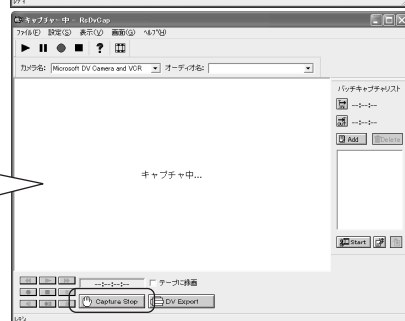 キャプチャー中 - RsDvCap
ファイル(F) 設定(S) 表示(V) 画面(G) ヘルプ(H)
カメラ名: Microsoft DV Camera and VCR オーディオ名:
バッチキャプチャリスト
--:--:--
--:--:--
Add Delete
キャプチャ中...
Start
--:--:--:-- テープに録画
Capture Stop DV Export
レディ